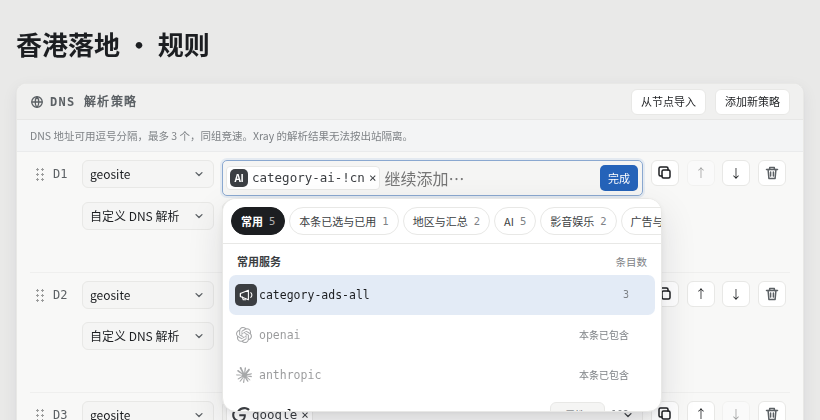 香港落地 • 规则
DNS 解析策略
从节点导入
添加新策略
DNS 地址可用逗号分隔，最多 3 个，同组竞速。Xray 的解析结果无法按出站隔离。
D1
geosite
AI category-ai-!cn ×
继续添加⋯
完成
自定义 DNS 解析
常用 5
本条已选与已用 1
地区与汇总 2
AI 5
影音娱乐 2
广告与
常用服务
条目数
category-ads-all
3
D2
geosite
openai
本条已包含
自定义 DNS 解析
anthropic
本条已包含
D3
geosite
google ×